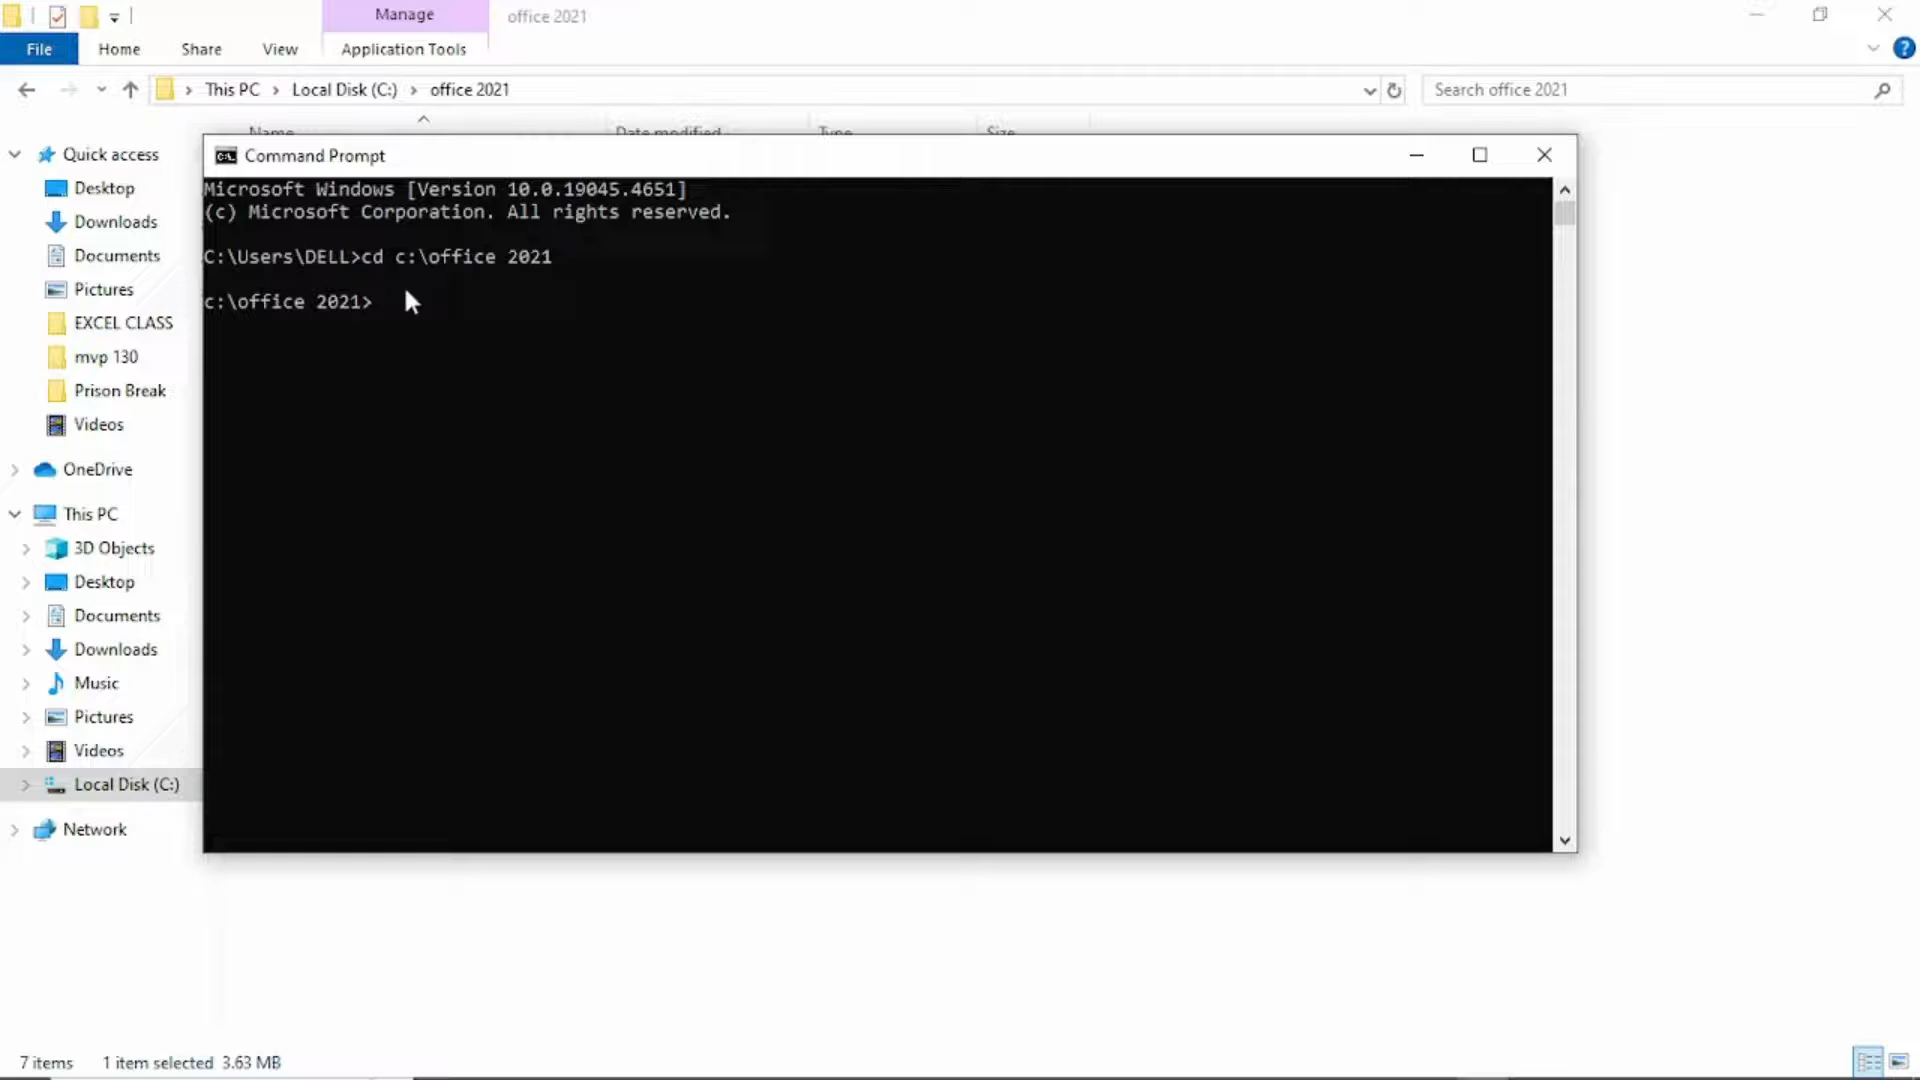 Manage
office 2021
File
Home
Share
View
Application Tools
This PC
Local Disk (C:)
office 2021
Search office 2021
Name
Date modified
Type
Size
Quick access
Desktop
Downloads
Documents
Pictures
EXCEL CLASS
mvp 130
Prison Break
Videos
OneDrive
This PC
3D Objects
Desktop
Documents
Downloads
Music
Pictures
Videos
Local Disk (C:)
Network
Command Prompt
Microsoft Windows [Version 10.0.19045.4651]
(c) Microsoft Corporation. All rights reserved.
C:\Users\DELL>cd c:\office 2021
c:\office 2021>
7 items
1 item selected 3.63 MB